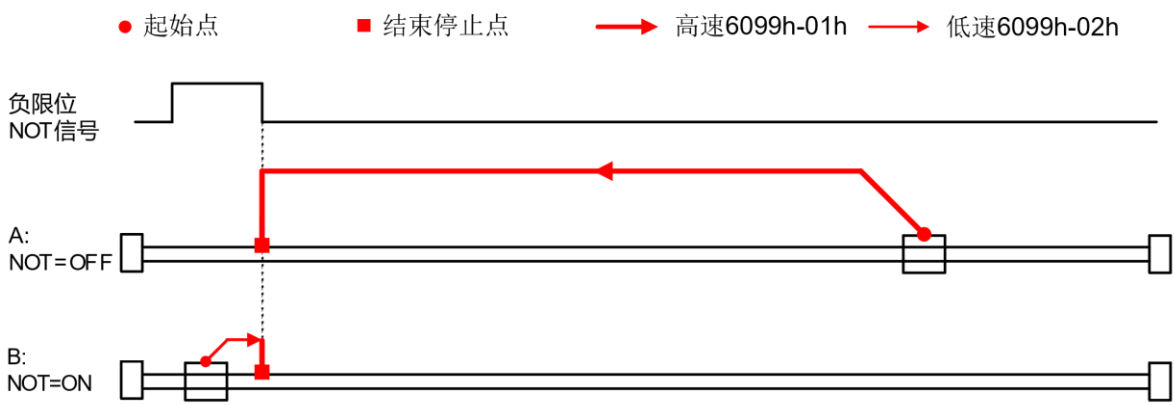 起始点 结束停止点 高速6099h-01h 低速6099h-02h
负限位
NOT信号
A:
NOT=OFF
B:
NOT=ON